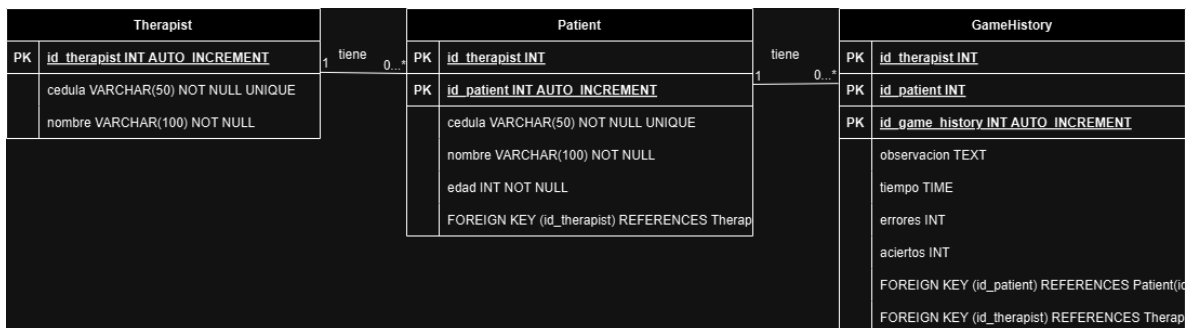 Therapist
PK id_therapist INT AUTO_INCREMENT
cedula VARCHAR(50) NOT NULL UNIQUE
nombre VARCHAR(100) NOT NULL
tiene
1 0...*
Patient
PK id_therapist INT
PK id_patient INT AUTO_INCREMENT
cedula VARCHAR(50) NOT NULL UNIQUE
nombre VARCHAR(100) NOT NULL
edad INT NOT NULL
FOREIGN KEY (id_therapist) REFERENCES Therap
tiene
1 0...*
GameHistory
PK id_therapist INT
PK id_patient INT
PK id_game_history INT AUTO_INCREMENT
observacion TEXT
tiempo TIME
errores INT
aciertos INT
FOREIGN KEY (id_patient) REFERENCES Patient(id
FOREIGN KEY (id_therapist) REFERENCES Therap